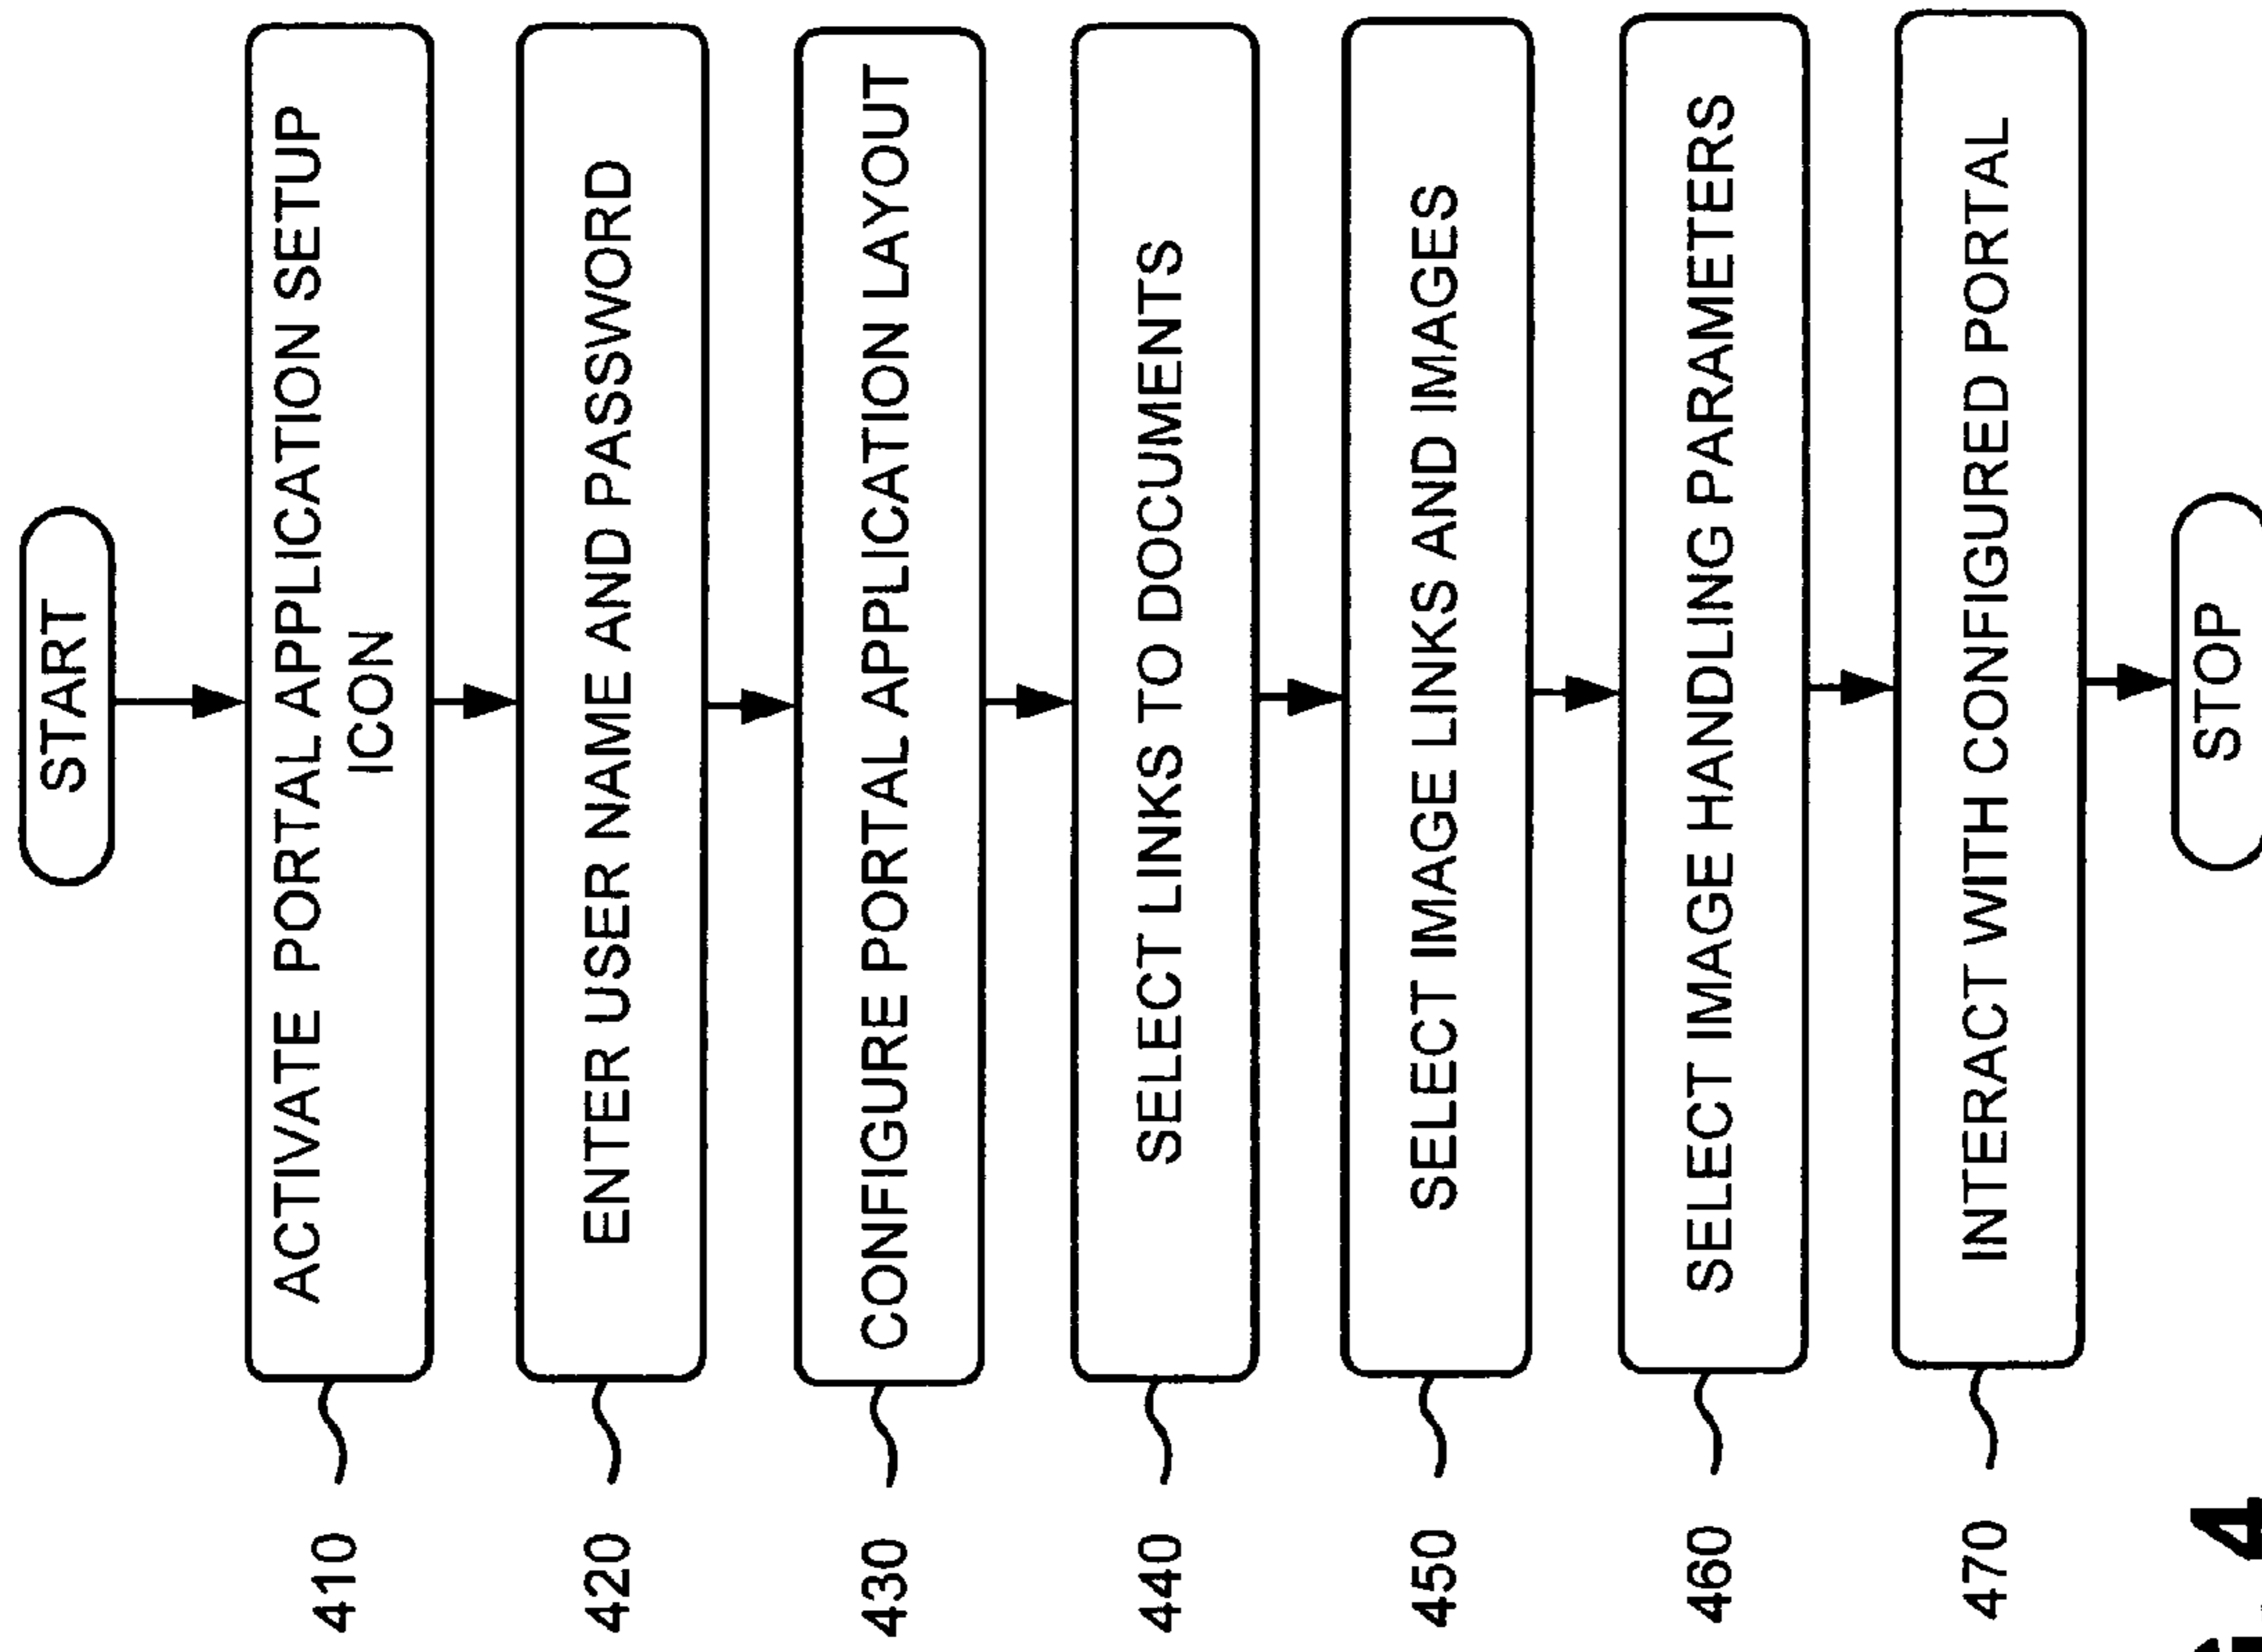 START
410
ACTIVATE PORTAL APPLICATION SETUP
ICON
420
ENTER USER NAME AND PASSWORD
430
CONFIGURE PORTAL APPLICATION LAYOUT
440
SELECT LINKS TO DOCUMENTS
450
SELECT IMAGE LINKS AND IMAGES
460
SELECT IMAGE HANDLING PARAMETERS
470
INTERACT WITH CONFIGURED PORTAL
STOP
4